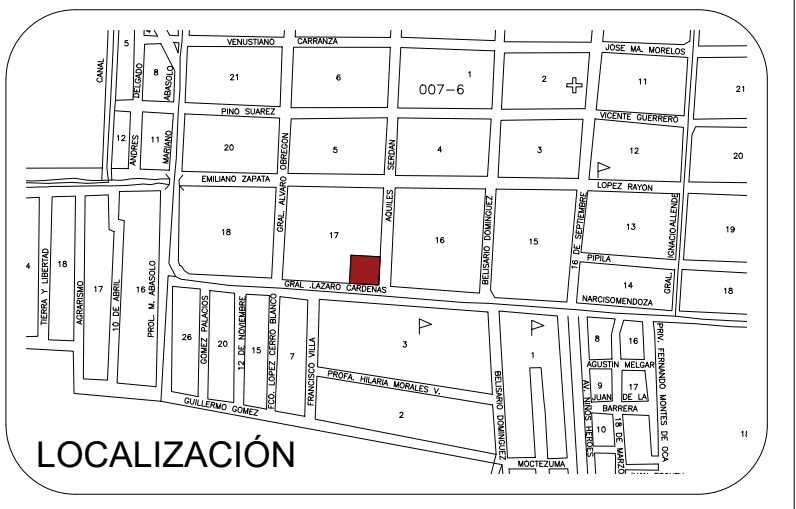 VENUSTIANO CARRANZA
JOSE MA. MORELOS
CANAL
5
DELGADO
8
ABASOLO
21
6
1
007-6
2
11
21
PINO SUAREZ
VICENTE GUERRERO
12
ANDRES
11
MARIANO
20
OBREGON
5
SERDAN
4
3
12
20
EMILIANO ZAPATA
LOPEZ RAYON
18
GRAL. ALVARO
17
AQUILES
16
BELISARIO DOMINGUEZ
15
16 DE SEPTIEMBRE
13
IGNACIO ALLENDE
19
PIPILA
GRAL.
14
18
NARCISOMENDOZA
GRAL .LAZARO CARDENAS
4
TIERRA Y LIBERTAD
18
AGRARISMO
17
10 DE ABRIL
16
PROL. M. ABASOLO
26
GOMEZ PALACIOS
20
12 DE NOVIEMBRE
15
FCO. LOPEZ CERRO BLANCO
7
FRANCISCO VILLA
3
1
8
16
AGUSTIN MELGAR
PROFA. HILARIA MORALES V.
9
17
JUAN DE LA
BARRERA
PRIV. FERNANDO MONTES DE OCA
GUILLERMO GOMEZ
2
BELISARIO DOMINGUEZ
AV. NIÑOS HEROES
10
18 DE MARZO
MOCTEZUMA
LOCALIZACIÓN